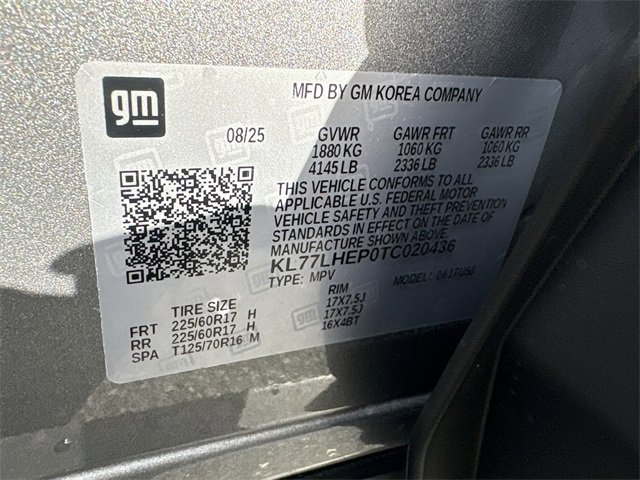 gm
MFD BY GM KOREA COMPANY
08/25 GVWR GAWR FRT GAWR RR
1880 KG 1060 KG 1060 KG
4145 LB 2336 LB 2336 LB
THIS VEHICLE CONFORMS TO ALL
APPLICABLE U.S. FEDERAL MOTOR
VEHICLE SAFETY AND THEFT PREVENTION
STANDARDS IN EFFECT ON THE DATE OF
MANUFACTURE SHOWN ABOVE.
KL77LHEP0TC020436
TYPE: MPV MODEL:
TIRE SIZE RIM
FRT 225/60R17 H 17X7.5J
RR 225/60R17 H 17X7.5J
SPA T125/70R16 M 16X4BT